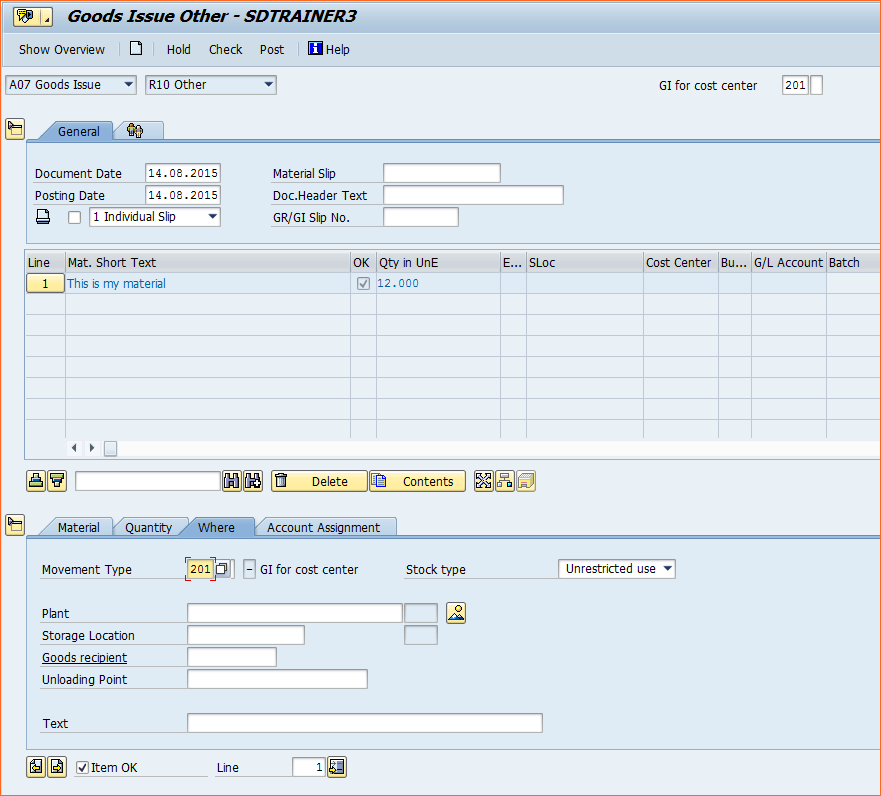 Goods Issue Other - SDTRAINER3
Show Overview Hold Check Post Help
A07 Goods Issue R10 Other GI for cost center 201
General
Document Date 14.08.2015 Material Slip
Posting Date 14.08.2015 Doc.Header Text
1 Individual Slip GR/GI Slip No.
Line Mat. Short Text OK Qty in UnE E... SLoc Cost Center Bu... G/L Account Batch
1 This is my material 12.000
Delete Contents
Material Quantity Where Account Assignment
Movement Type 201 - GI for cost center Stock type Unrestricted use
Plant
Storage Location
Goods recipient
Unloading Point
Text
Item OK Line 1